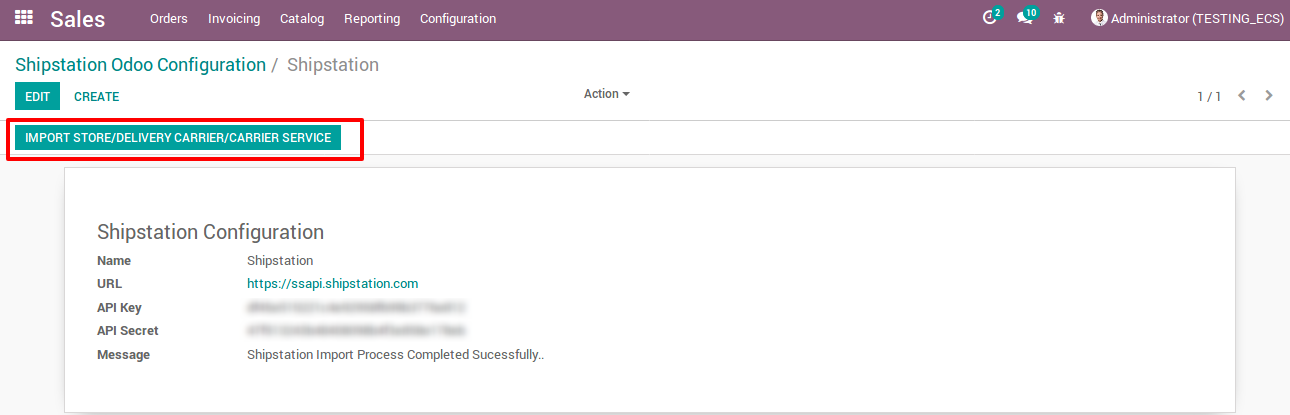 Sales Orders Invoicing Catalog Reporting Configuration 2 10 Administrator (TESTING_ECS)
Shipstation Odoo Configuration / Shipstation
EDIT CREATE Action 1 / 1
IMPORT STORE/DELIVERY CARRIER/CARRIER SERVICE
Shipstation Configuration
Name Shipstation
URL https://ssapi.shipstation.com
API Key
API Secret
Message Shipstation Import Process Completed Sucessfully..